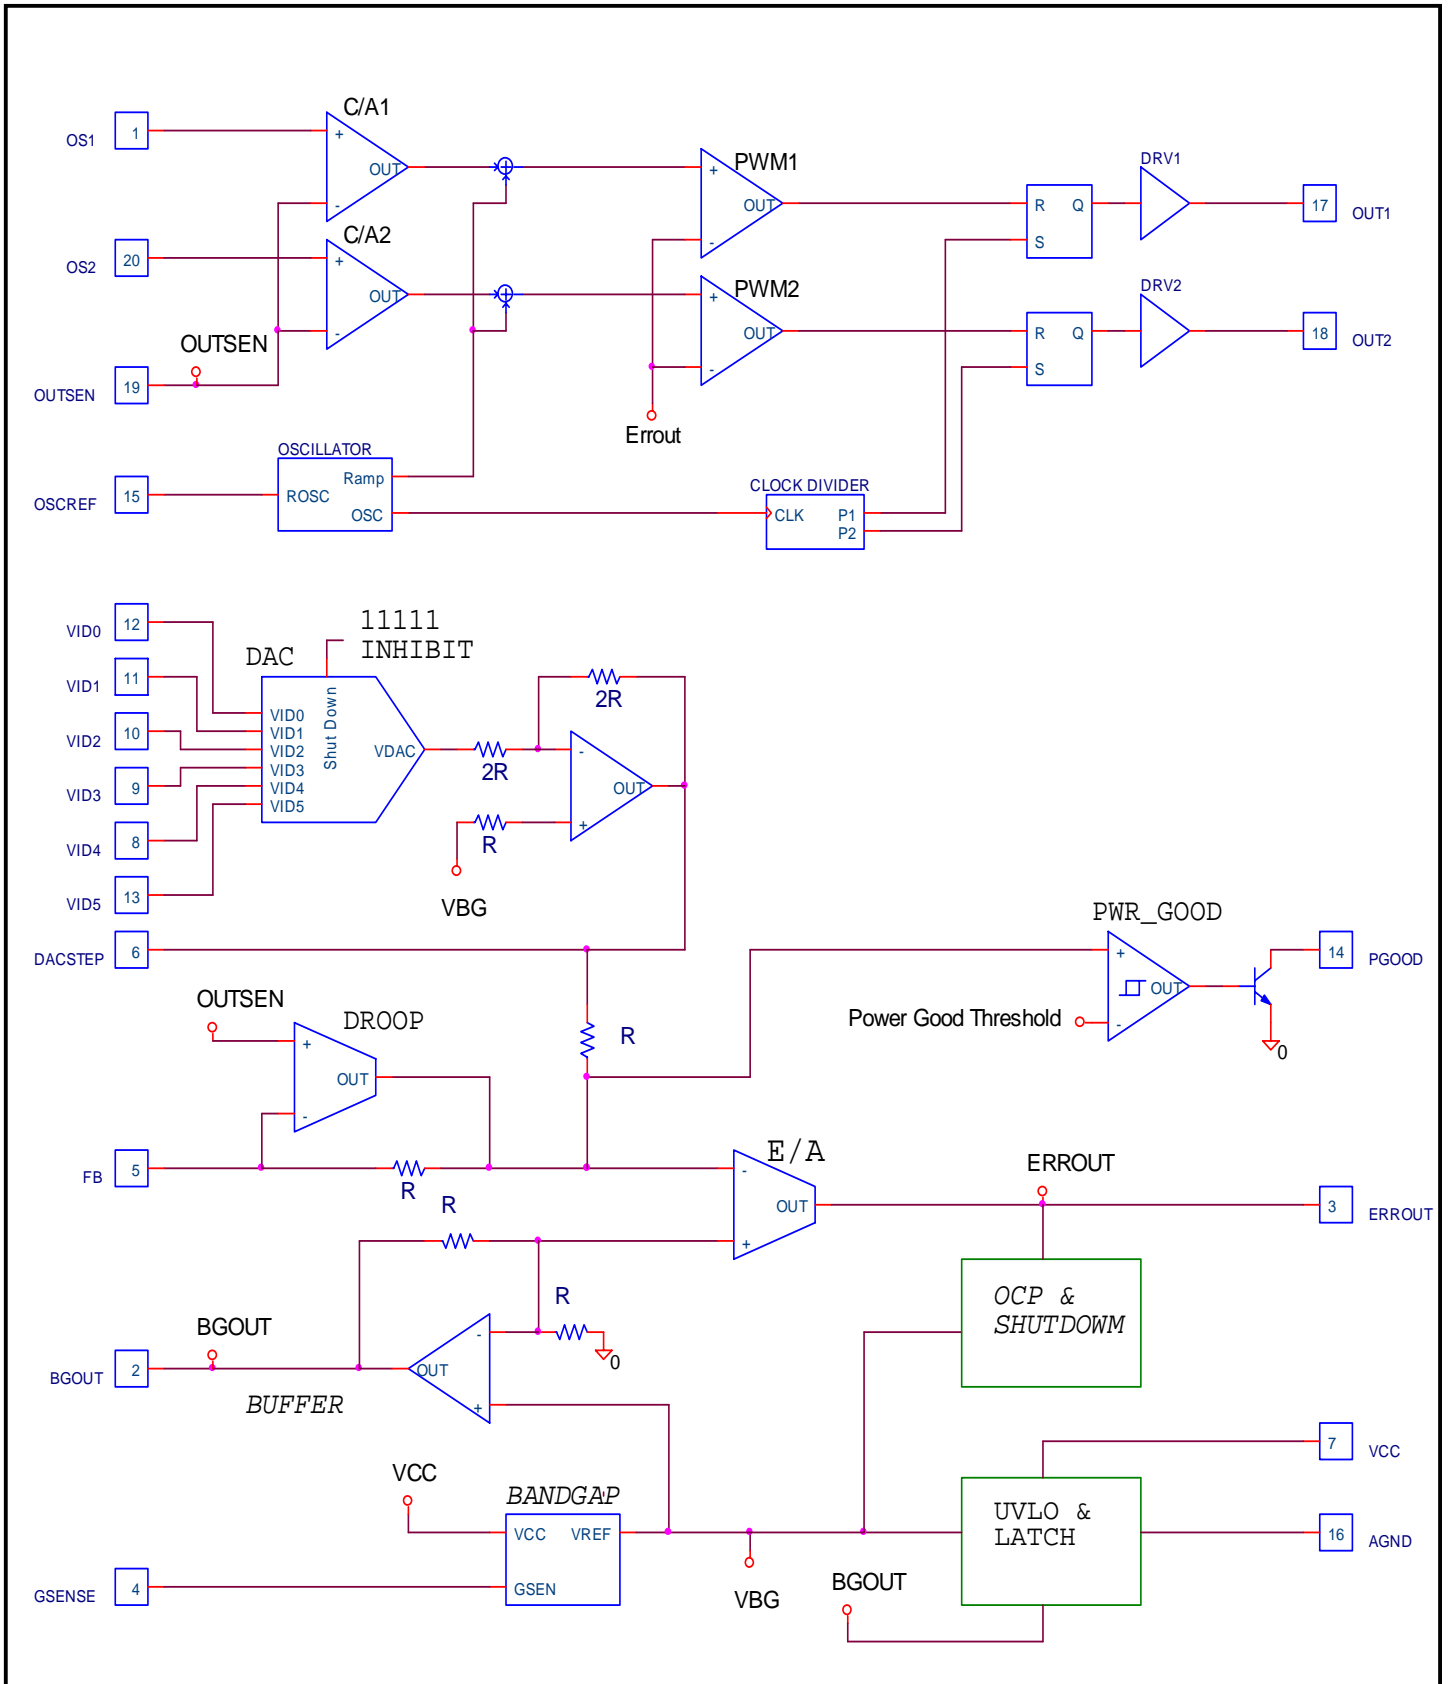 C/A1
OS1
1
+
OUT
-
PWM1
+
OUT
-
DRV1
R
Q
S
17
OUT1
C/A2
OS2
20
+
OUT
-
PWM2
+
OUT
-
DRV2
R
Q
S
18
OUT2
OUTSEN
OUTSEN
19
Errout
OSCILLATOR
Ramp
ROSC
OSC
OSCREF
15
CLOCK DIVIDER
CLK
P1
P2
VID0
12
VID1
11
VID2
10
VID3
9
VID4
8
VID5
13
11111
INHIBIT
DAC
Shut Down
VID0
VID1
VID2
VID3
VID4
VID5
VDAC
2R
2R
-
OUT
+
R
VBG
DACSTEP
6
PWR_GOOD
+
OUT
-
14
PGOOD
Power Good Threshold
0
OUTSEN
DROOP
+
OUT
-
R
FB
5
R
R
E/A
-
OUT
+
ERROUT
3
ERROUT
OCP &
SHUTDOWM
R
0
BGOUT
BGOUT
2
-
OUT
+
BUFFER
VCC
BANDGAP
VCC
VREF
GSEN
GSENSE
4
VBG
UVLO &
LATCH
7
VCC
16
AGND
BGOUT